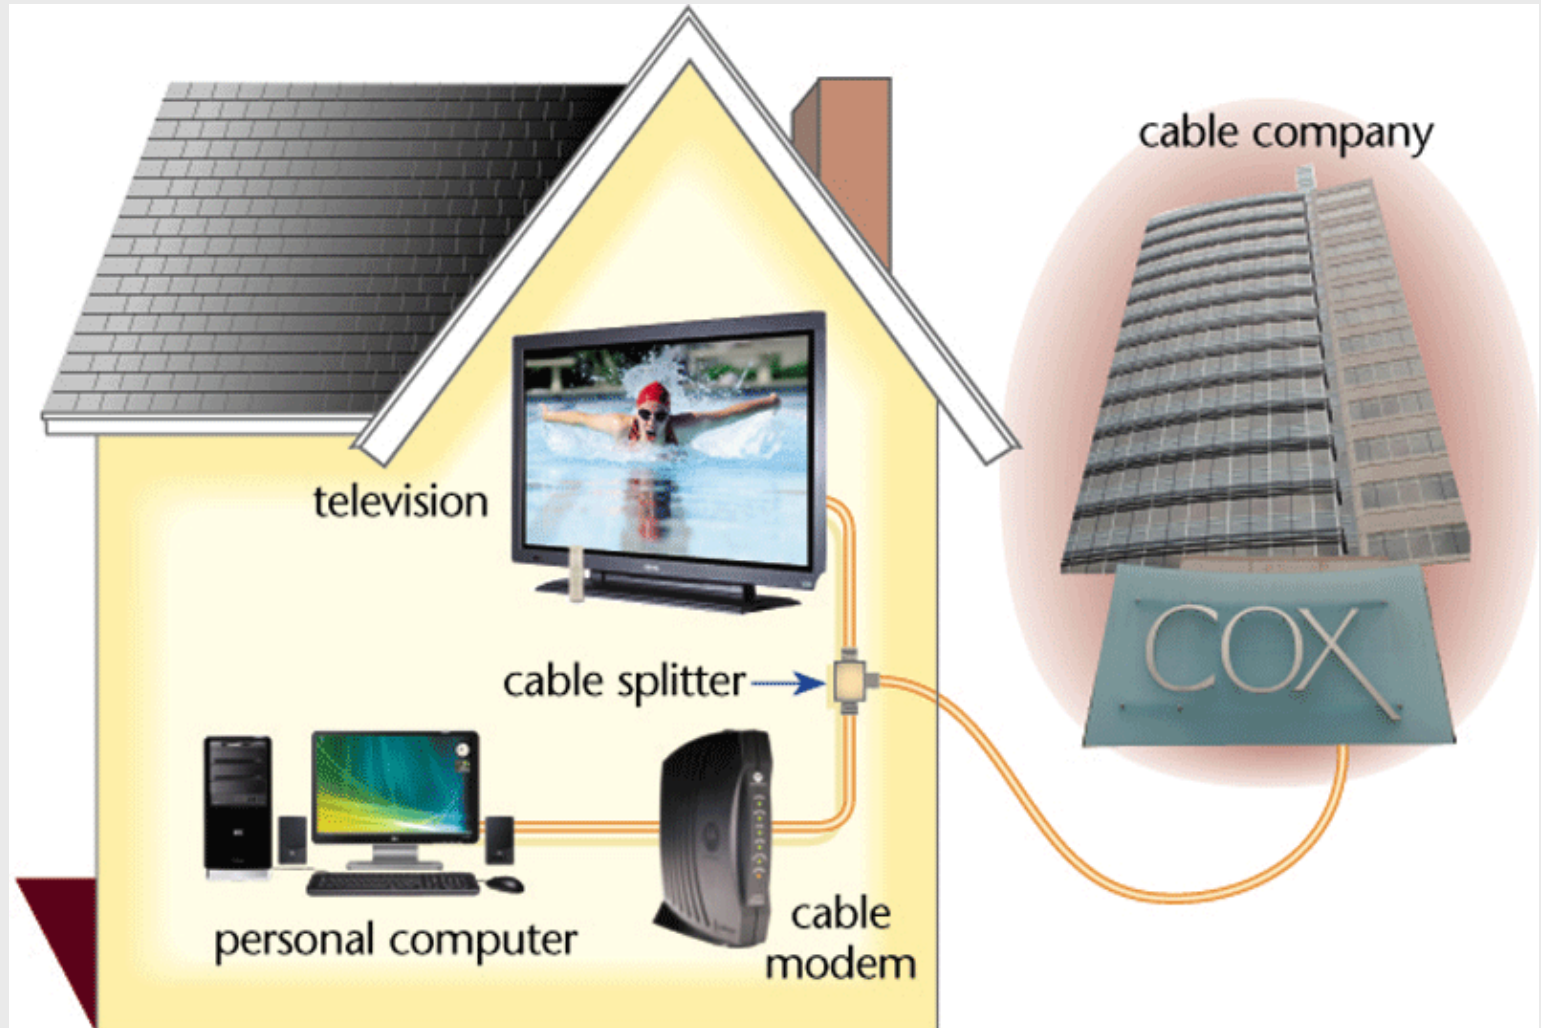 cable company
television
COX
cable splitter
personal computer
cable
modem